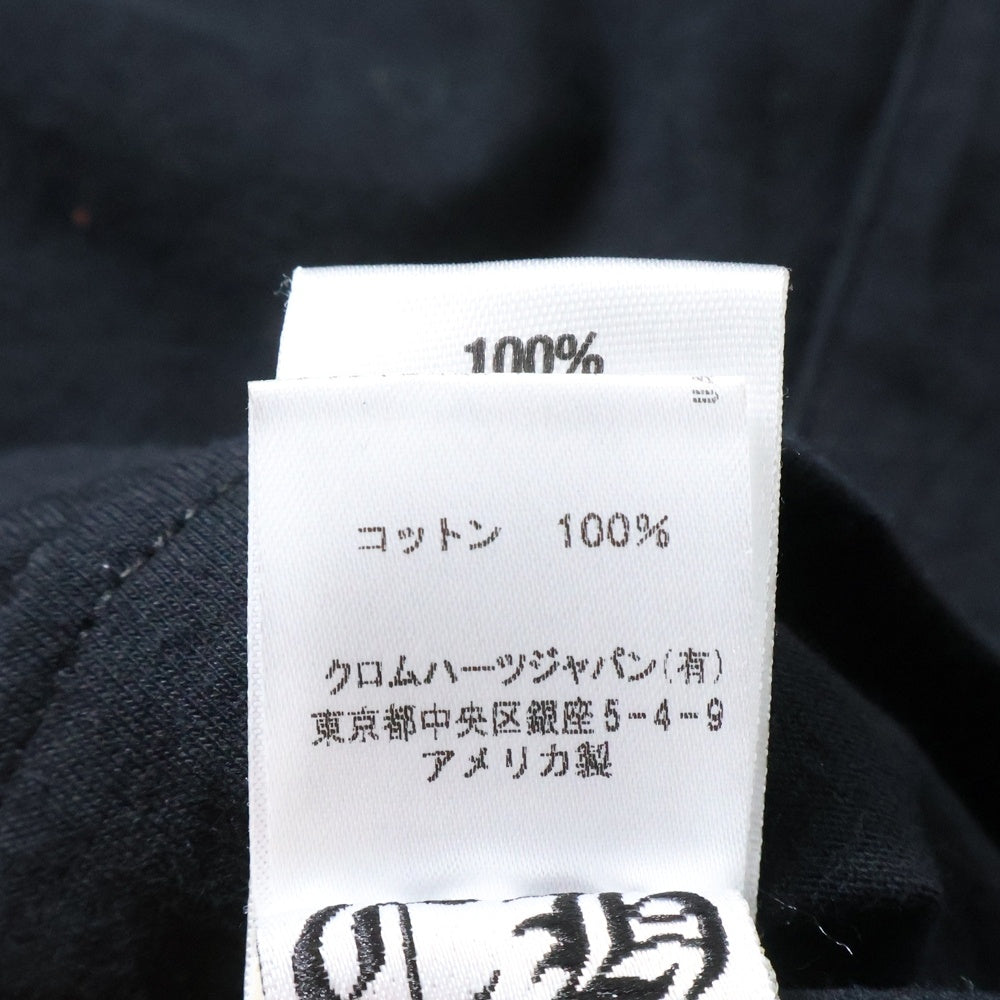 100%
コットン 100%
クロムハーツジャパン(有)
東京都中央区銀座5-4-9
アメリカ製